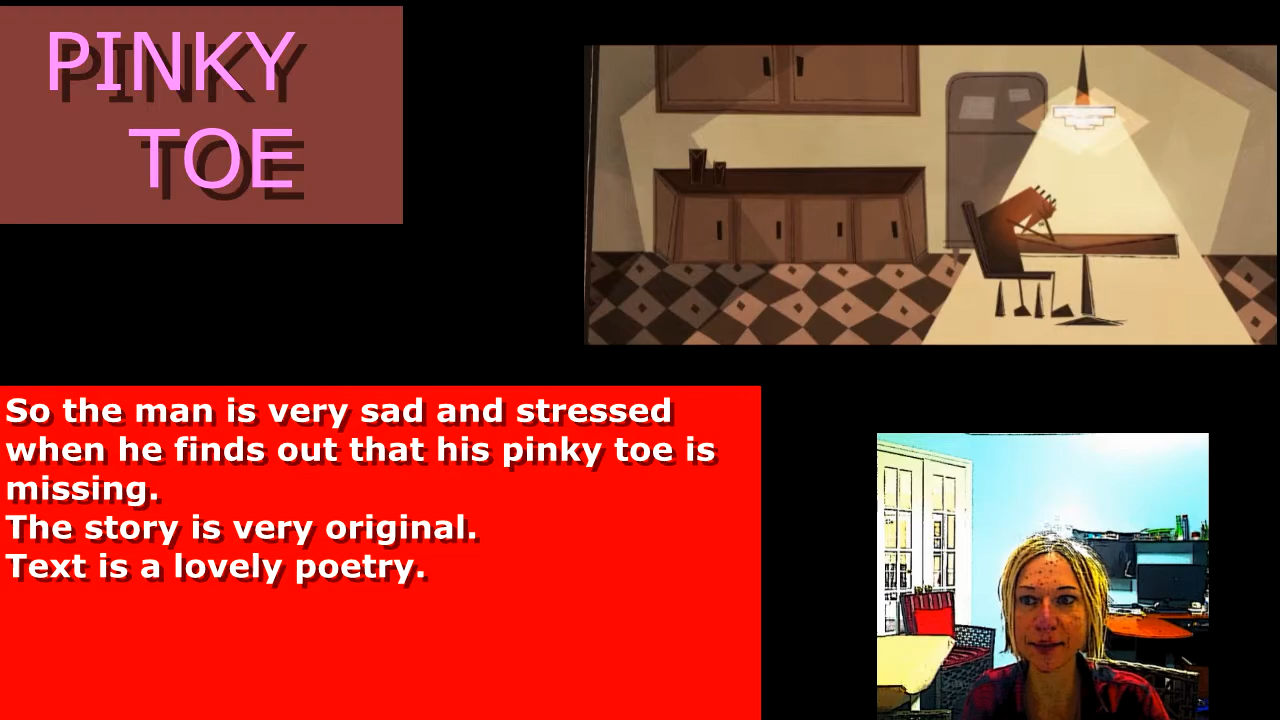 PINKY
TOE
So the man is very sad and stressed
when he finds out that his pinky toe is
missing.
The story is very original.
Text is a lovely poetry.